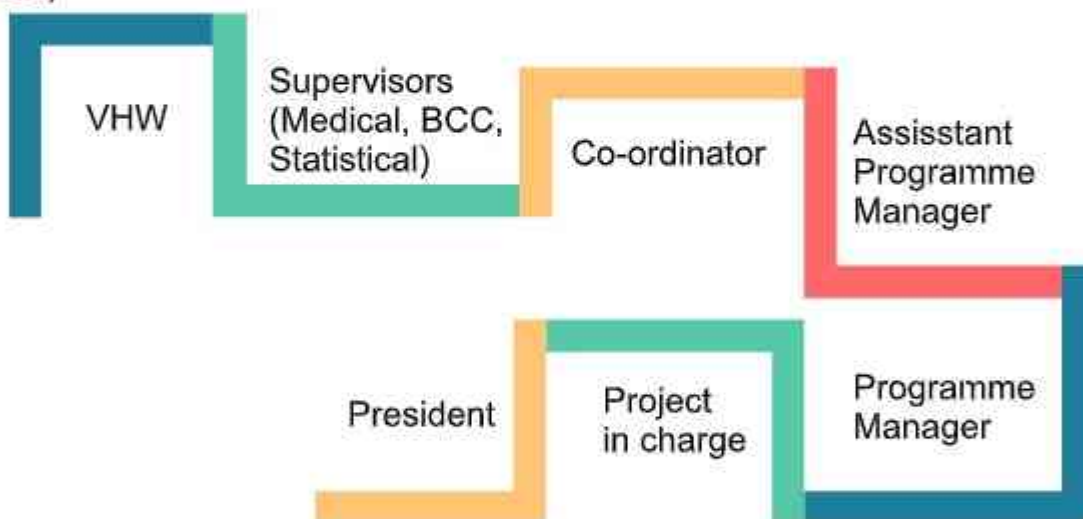 VHW
Supervisors
(Medical, BCC,
Statistical)
Co-ordinator
Assisstant
Programme
Manager
Programme
Manager
Project
in charge
President